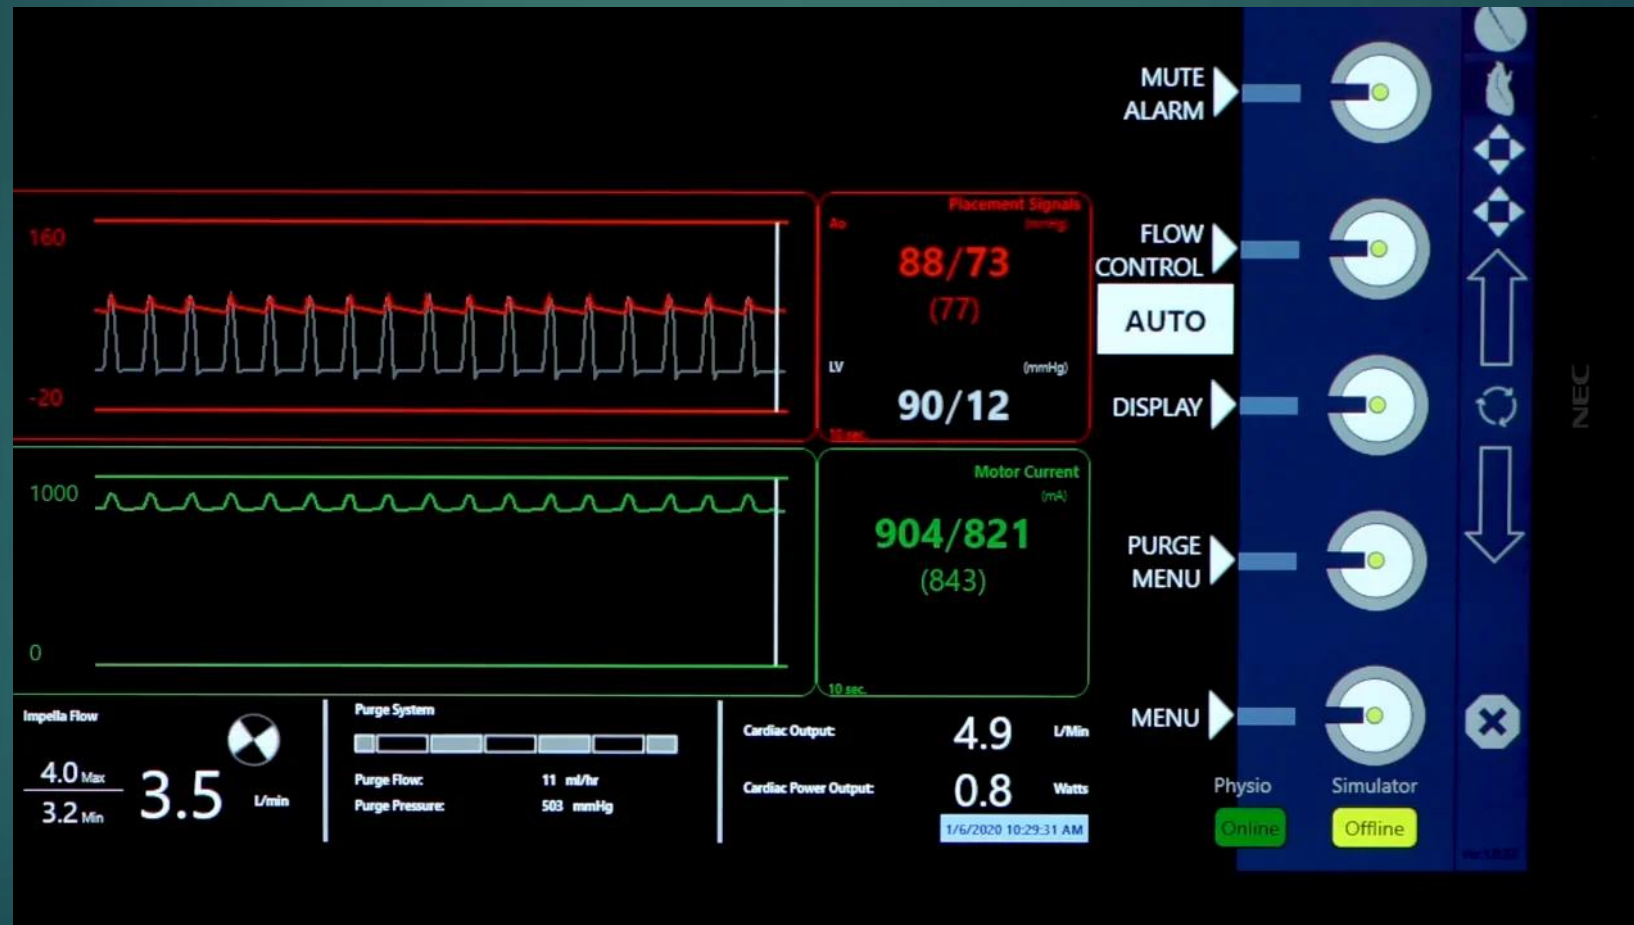 MUTE
ALARM
160
-20
Placement Signals
Ao (mmHg)
88/73
(77)
LV (mmHg)
90/12
10 sec.
FLOW
CONTROL
AUTO
DISPLAY
1000
0
Motor Current
(mA)
904/821
(843)
10 sec.
PURGE
MENU
MENU
Impella Flow
4.0 Max
3.2 Min
3.5 L/min
Purge System
Purge Flow: 11 ml/hr
Purge Pressure: 503 mmHg
Cardiac Output: 4.9 L/Min
Cardiac Power Output: 0.8 Watts
1/6/2020 10:29:31 AM
Physio
Online
Simulator
Offline
NEC